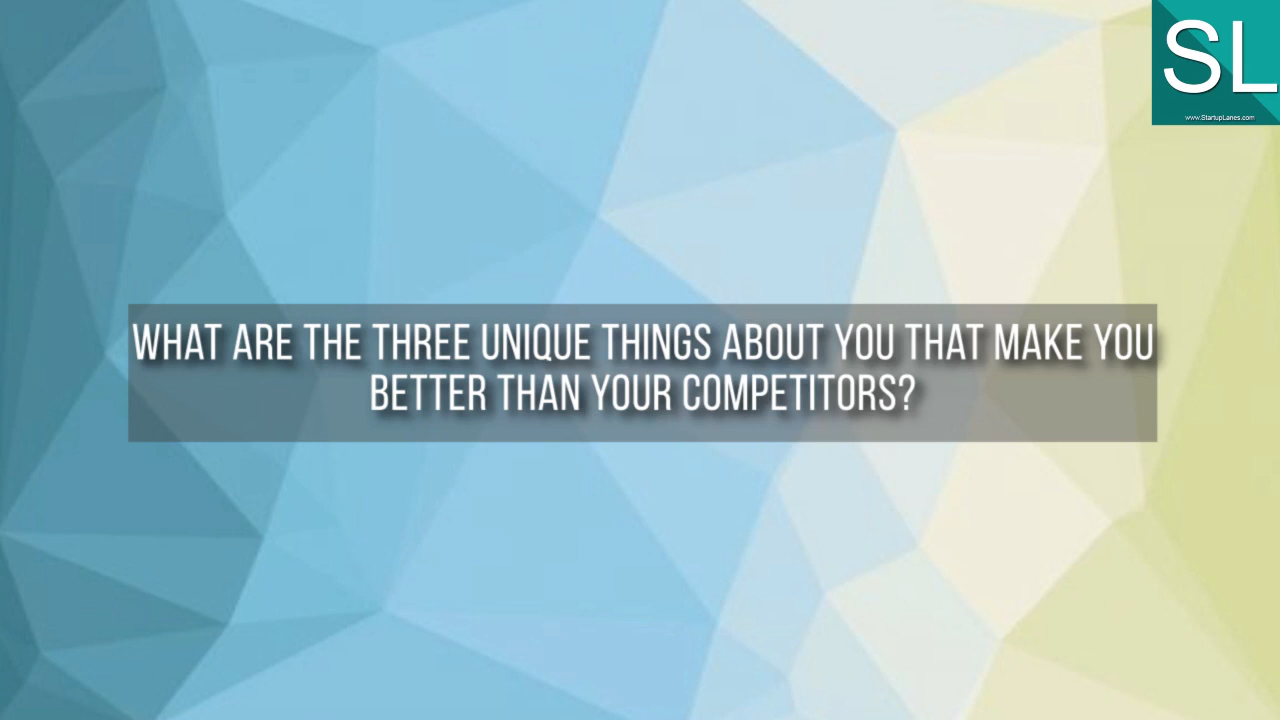 SL
www.StartupLanes.com
WHAT ARE THE THREE UNIQUE THINGS ABOUT YOU THAT MAKE YOU
BETTER THAN YOUR COMPETITORS?